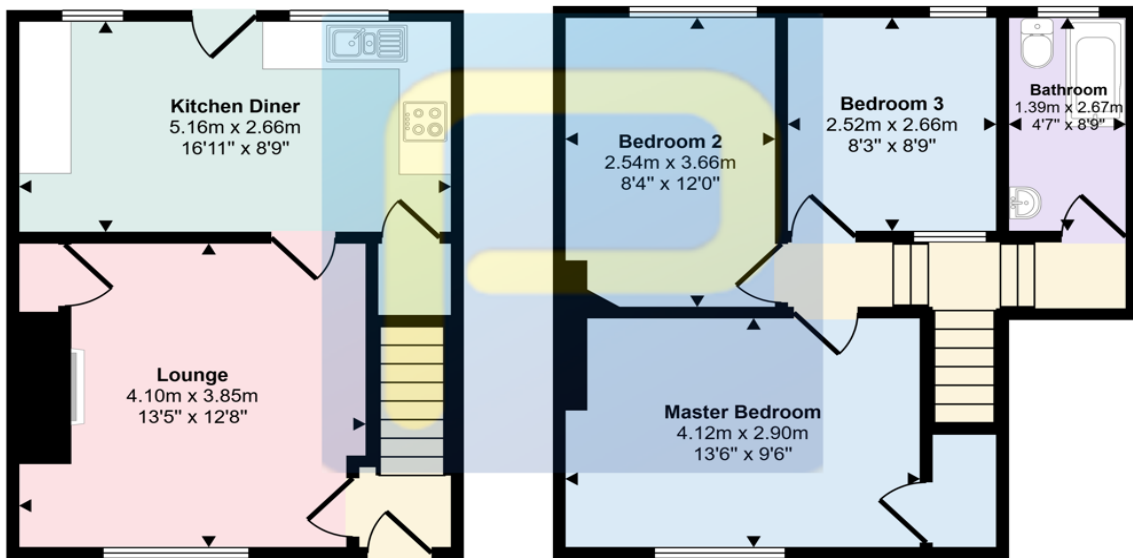 Kitchen Diner
5.16m x 2.66m
16'11" x 8'9"
Lounge
4.10m x 3.85m
13'5" x 12'8"
Bedroom 2
2.54m x 3.66m
8'4" x 12'0"
Bedroom 3
2.52m x 2.66m
8'3" x 8'9"
Bathroom
1.39m x 2.67m
4'7" x 8'9"
Master Bedroom
4.12m x 2.90m
13'6" x 9'6"